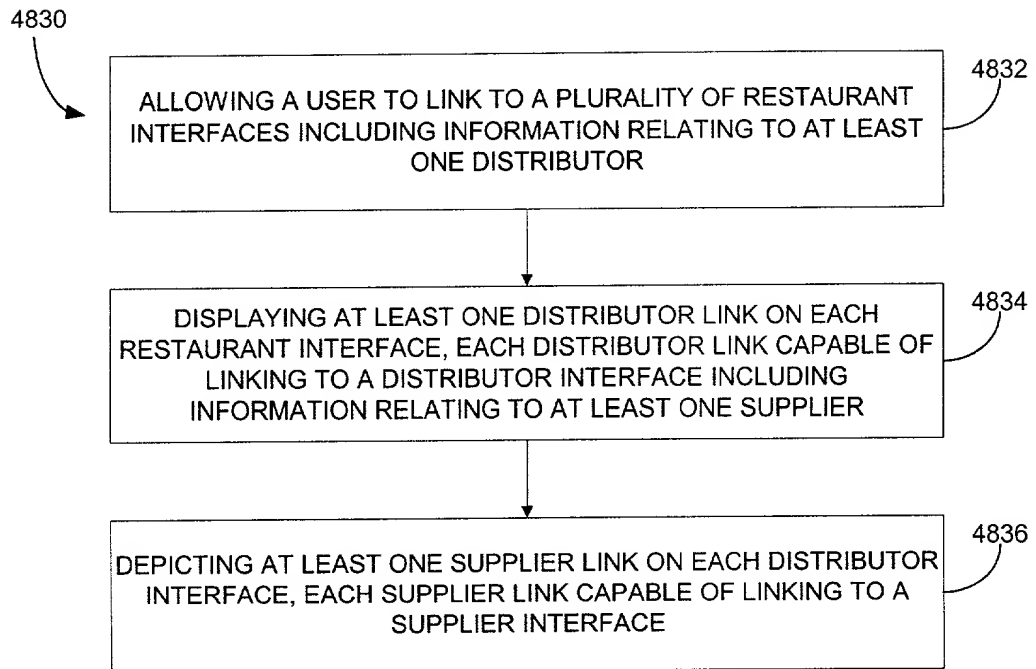 4830
4832
ALLOWING A USER TO LINK TO A PLURALITY OF RESTAURANT
INTERFACES INCLUDING INFORMATION RELATING TO AT LEAST
ONE DISTRIBUTOR
4834
DISPLAYING AT LEAST ONE DISTRIBUTOR LINK ON EACH
RESTAURANT INTERFACE, EACH DISTRIBUTOR LINK CAPABLE OF
LINKING TO A DISTRIBUTOR INTERFACE INCLUDING
INFORMATION RELATING TO AT LEAST ONE SUPPLIER
4836
DEPICTING AT LEAST ONE SUPPLIER LINK ON EACH DISTRIBUTOR
INTERFACE, EACH SUPPLIER LINK CAPABLE OF LINKING TO A
SUPPLIER INTERFACE